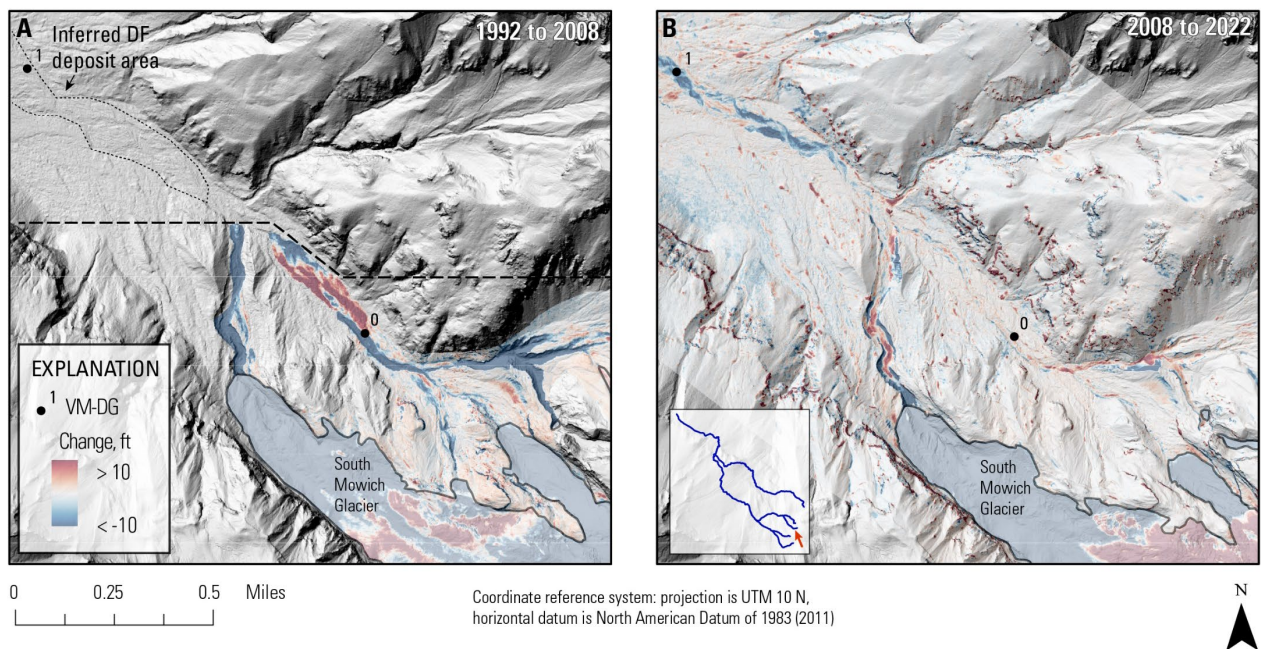 A
1992 to 2008
Inferred DF
deposit area
1
0
EXPLANATION
1 VM-DG
Change, ft
> 10
< -10
South
Mowich
Glacier
B
2008 to 2022
1
0
South
Mowich
Glacier
0 0.25 0.5 Miles
Coordinate reference system: projection is UTM 10 N,
horizontal datum is North American Datum of 1983 (2011)
N